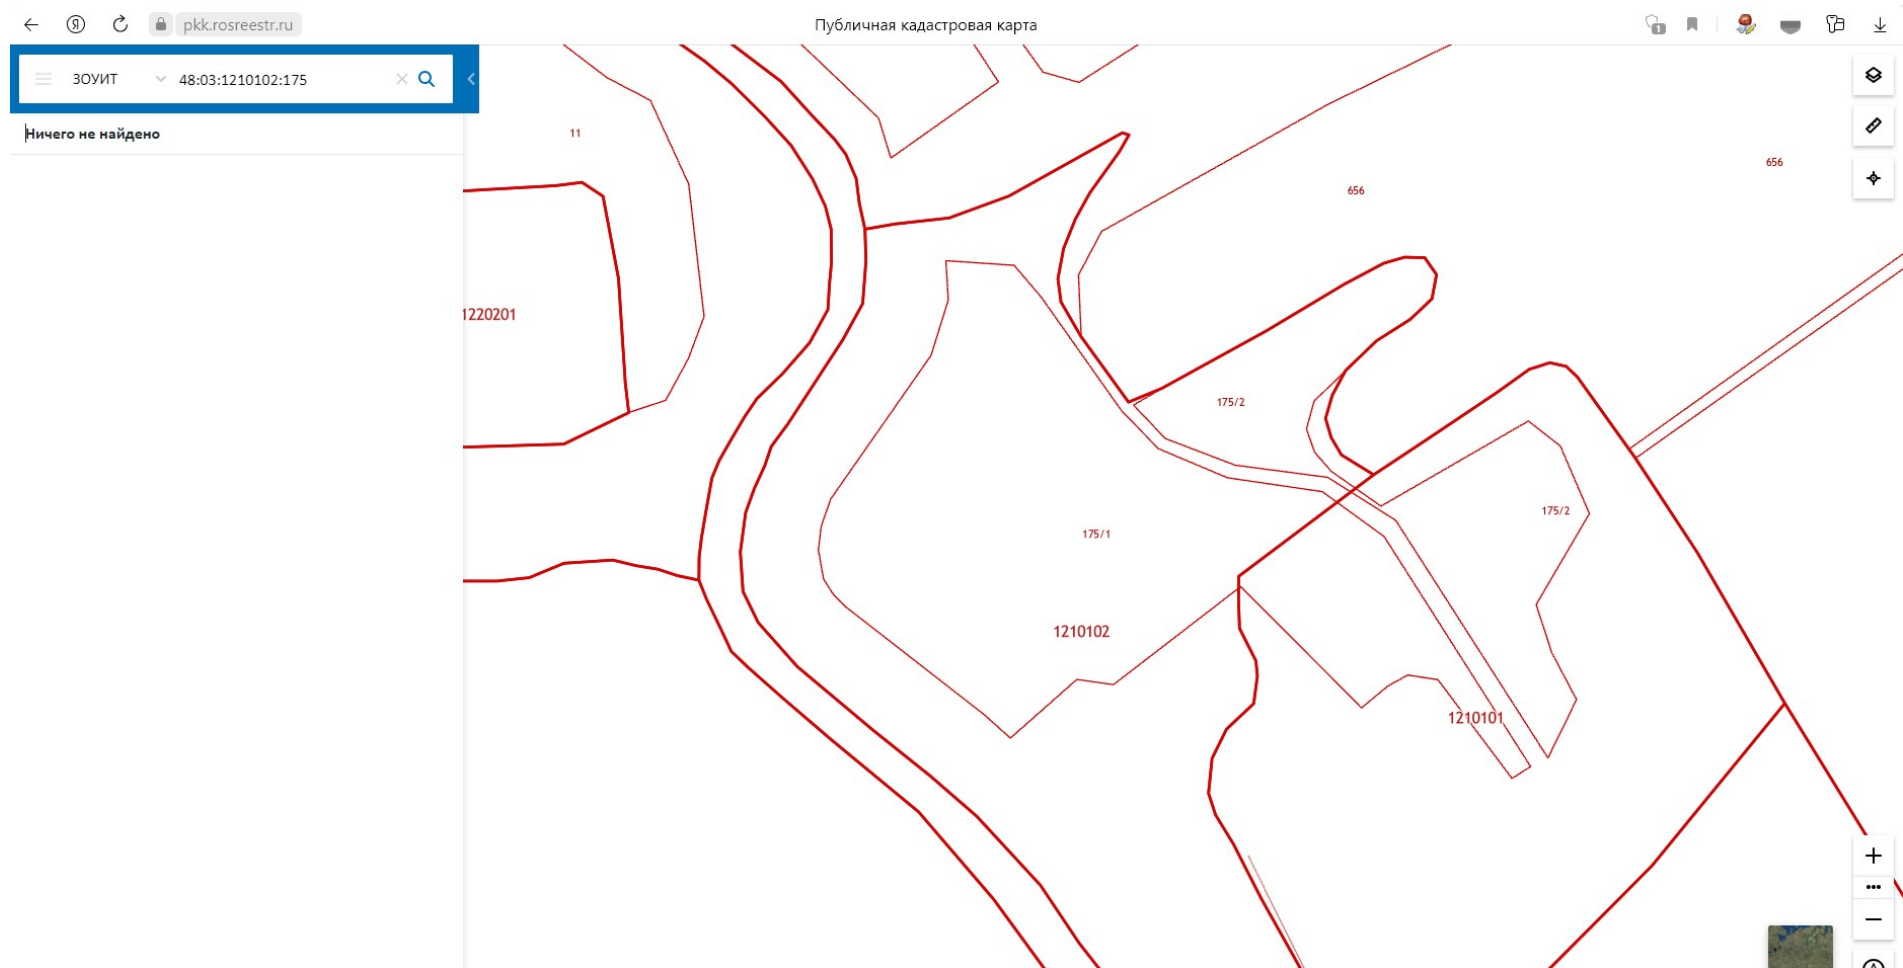 Я
pkk.rosreestr.ru
Публичная кадастровая карта
1
ЗОУИТ
48:03:1210102:175
Ничего не найдено
11
656
656
1220201
175/2
175/2
175/1
1210102
1210101